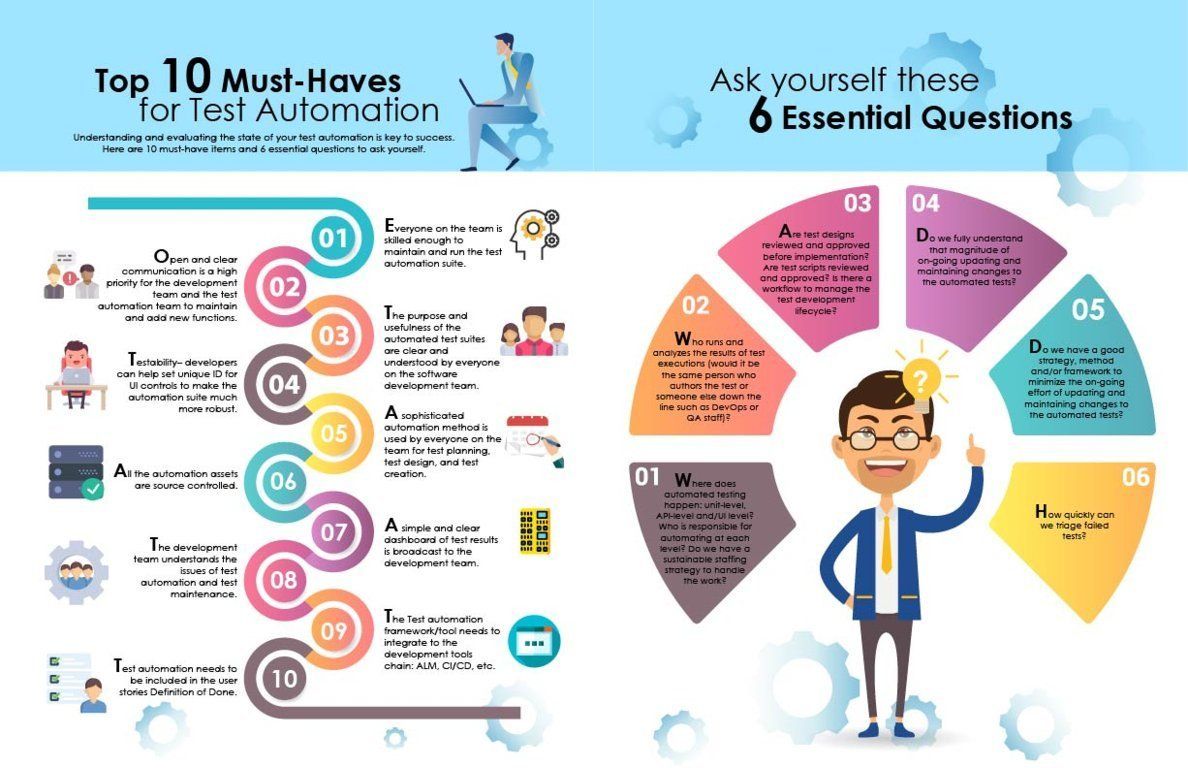 Top 10 Must-Haves
for Test Automation
Understanding and evaluating the state of your test automation is key to success.
Here are 10 must-have items and 6 essential questions to ask yourself.
01
Everyone on the team is
skilled enough to
maintain and run the test
automation suite.
02
Open and clear
communication is a high
priority for the development
team and the test
automation team to maintain
and add new functions.
03
The purpose and
usefulness of the
automated test suites
are clear and
understood by everyone
on the software
development team.
04
Testability– developers
can help set unique ID for
UI controls to make the
automation suite much
more robust.
05
A sophisticated
automation method is
used by everyone on the
team for test planning,
test design, and test
creation.
06
All the automation assets
are source controlled.
07
A simple and clear
dashboard of test results
is broadcast to the
development team.
08
The development
team understands the
issues of test
automation and test
maintenance.
09
The Test automation
framework/tool needs to
integrate to the
development tools
chain: ALM, CI/CD, etc.
10
Test automation needs to
be included in the user
stories Definition of Done.
Ask yourself these
6 Essential Questions
01
Where does
automated testing
happen: unit-level,
API-level and/UI level?
Who is responsible for
automating at each
level? Do we have a
sustainable staffing
strategy to handle
the work?
02
Who runs and
analyzes the results of test
executions (would it be
the same person who
authors the test or
someone else down the
line such as DevOps or
QA staff)?
03
Are test designs
reviewed and approved
before implementation?
Are test scripts reviewed
and approved? Is there a
workflow to manage the
test development
lifecycle?
04
Do we fully understand
that magnitude of
on-going updating and
maintaining changes to
the automated tests?
05
Do we have a good
strategy, method
and/or framework to
minimize the on-going
effort of updating and
maintaining changes to
the automated tests?
06
How quickly can
we triage failed
tests?
?